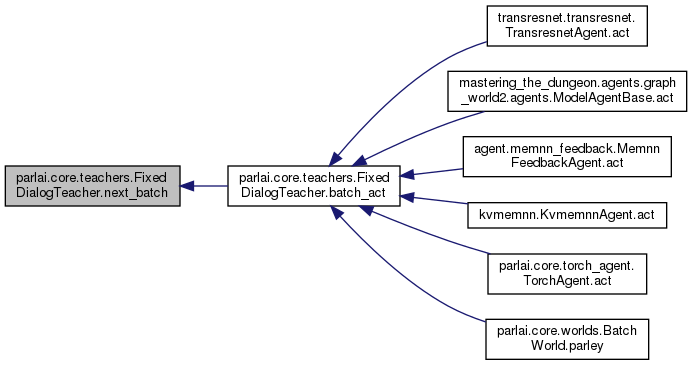 parlai.core.teachers.Fixed
DialogTeacher.next_batch
parlai.core.teachers.Fixed
DialogTeacher.batch_act
transresnet.transresnet.
TransresnetAgent.act
mastering_the_dungeon.agents.graph
_world2.agents.ModelAgentBase.act
agent.memnn_feedback.Memnn
FeedbackAgent.act
kvmemnn.KvmemnnAgent.act
parlai.core.torch_agent.
TorchAgent.act
parlai.core.worlds.Batch
World.parley